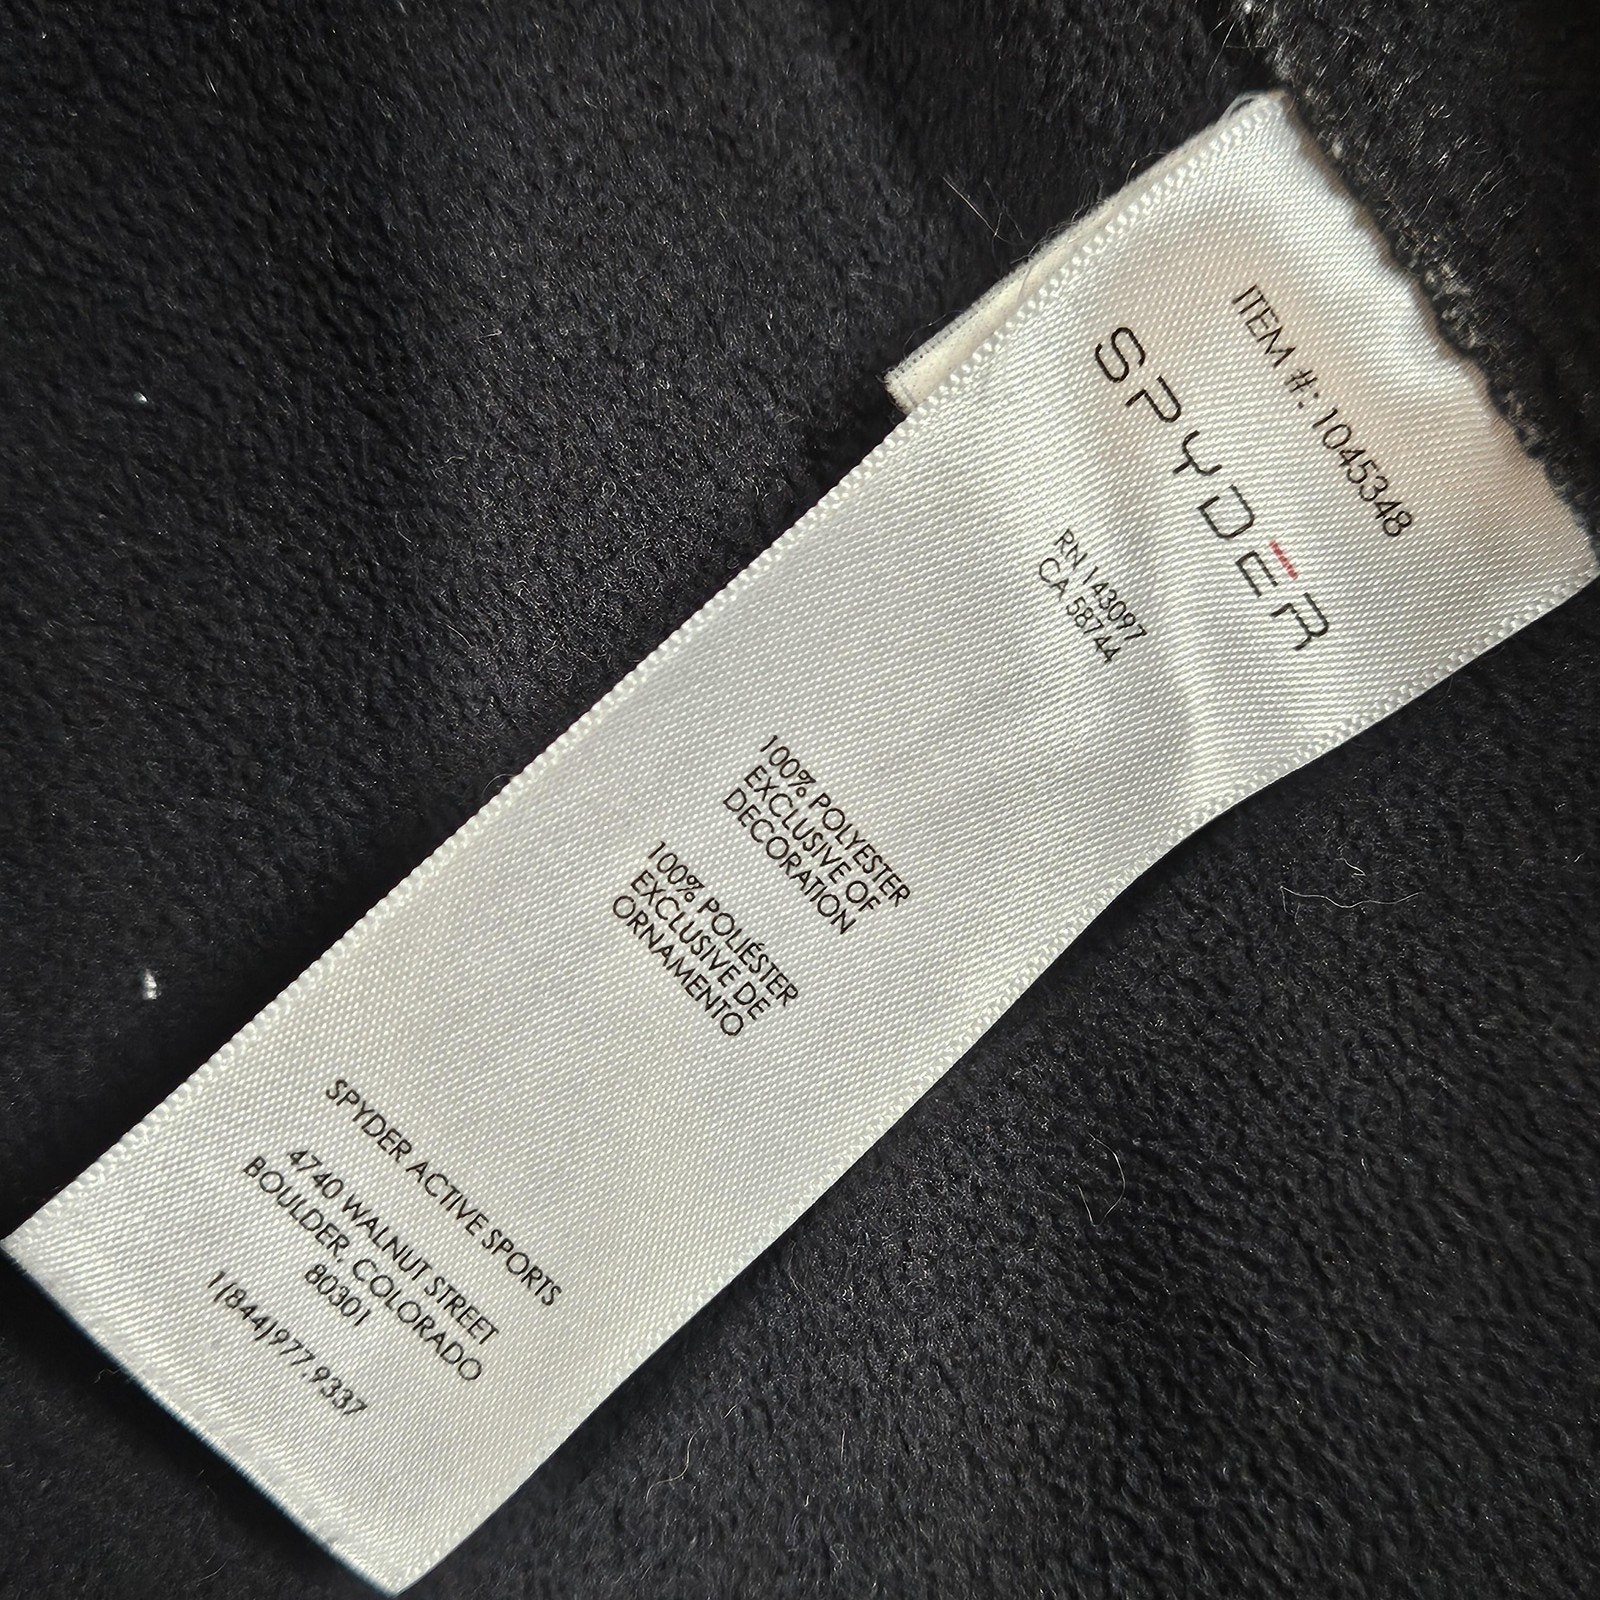 ITEM #: 1045348
SPYDER
RN 143097
CA 58744
100% POLYESTER
EXCLUSIVE OF
DECORATION
100% POLIÉSTER
EXCLUSIVE DE
ORNAMENTO
SPYDER ACTIVE SPORTS
4740 WALNUT STREET
BOULDER, COLORADO
80301
1(844)977.9337